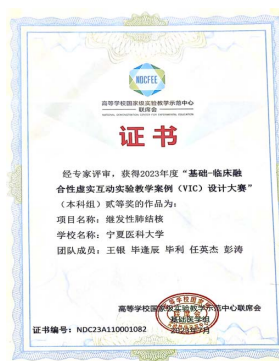 NDCFEE
高等学校国家级实验教学示范中心
联席会
证书
经专家评审，获得2023年度“基础-临床融
合性虚实互动实验教学案例（VIC）设计大赛”
（本科组）贰等奖的作品为：
项目名称：继发性肺结核
学校名称：宁夏医科大学
团队成员：王银 毕逢辰 毕利 任英杰 彭涛
高等学校国家级实验教学示范中心联席会
基础医学组
证书编号：NDC23A110001082